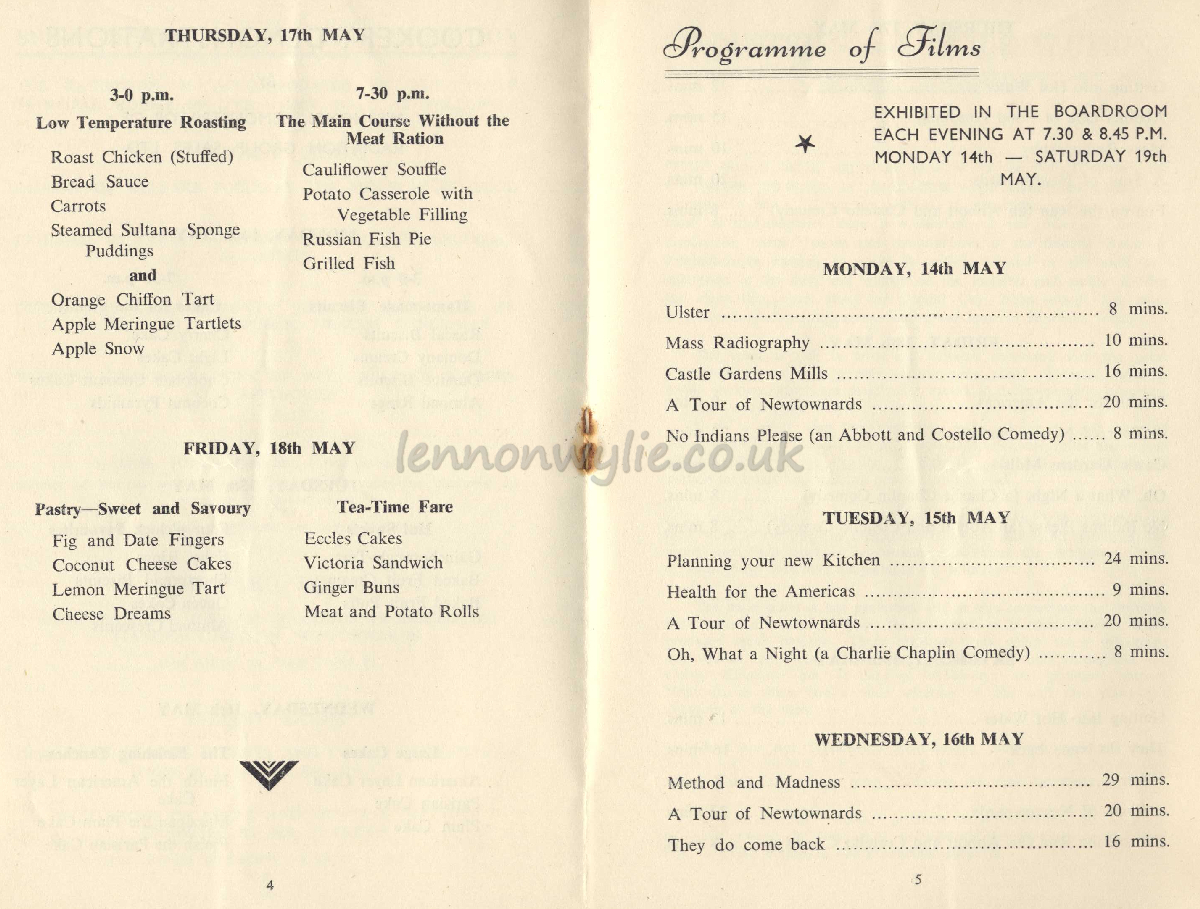 THURSDAY, 17th MAY
3-0 p.m.
Low Temperature Roasting
Roast Chicken (Stuffed)
Bread Sauce
Carrots
Steamed Sultana Sponge
Puddings
and
Orange Chiffon Tart
Apple Meringue Tartlets
Apple Snow
7-30 p.m.
The Main Course Without the
Meat Ration
Cauliflower Souffle
Potato Casserole with
Vegetable Filling
Russian Fish Pie
Grilled Fish
FRIDAY, 18th MAY
Pastry—Sweet and Savoury
Fig and Date Fingers
Coconut Cheese Cakes
Lemon Meringue Tart
Cheese Dreams
Tea-Time Fare
Eccles Cakes
Victoria Sandwich
Ginger Buns
Meat and Potato Rolls
4
Programme of Films
EXHIBITED IN THE BOARDROOM
EACH EVENING AT 7.30 & 8.45 P.M.
MONDAY 14th — SATURDAY 19th
MAY.
MONDAY, 14th MAY
Ulster ........ 8 mins.
Mass Radiography ........ 10 mins.
Castle Gardens Mills ........ 16 mins.
A Tour of Newtownards ........ 20 mins.
No Indians Please (an Abbott and Costello Comedy) ...... 8 mins.
TUESDAY, 15th MAY
Planning your new Kitchen ........ 24 mins.
Health for the Americas ........ 9 mins.
A Tour of Newtownards ........ 20 mins.
Oh, What a Night (a Charlie Chaplin Comedy) ............ 8 mins.
WEDNESDAY, 16th MAY
Method and Madness ........ 29 mins.
A Tour of Newtownards ........ 20 mins.
They do come back ........ 16 mins.
5
lennonwylie.co.uk